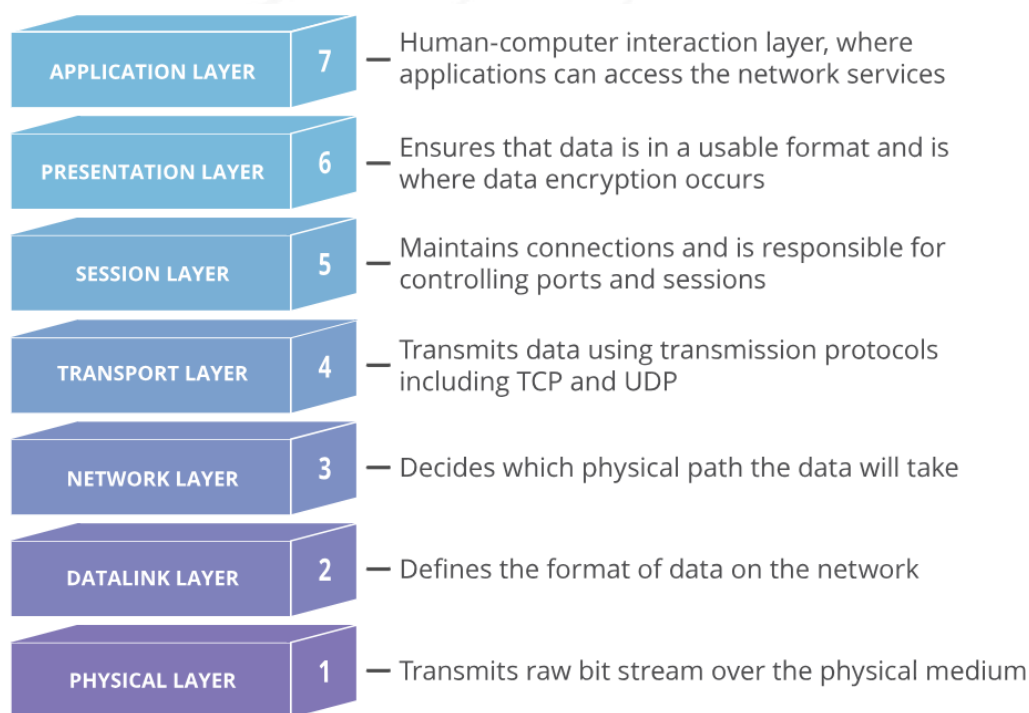 APPLICATION LAYER
7
Human-computer interaction layer, where
applications can access the network services
PRESENTATION LAYER
6
Ensures that data is in a usable format and is
where data encryption occurs
SESSION LAYER
5
Maintains connections and is responsible for
controlling ports and sessions
TRANSPORT LAYER
4
Transmits data using transmission protocols
including TCP and UDP
NETWORK LAYER
3
Decides which physical path the data will take
DATALINK LAYER
2
Defines the format of data on the network
PHYSICAL LAYER
1
Transmits raw bit stream over the physical medium